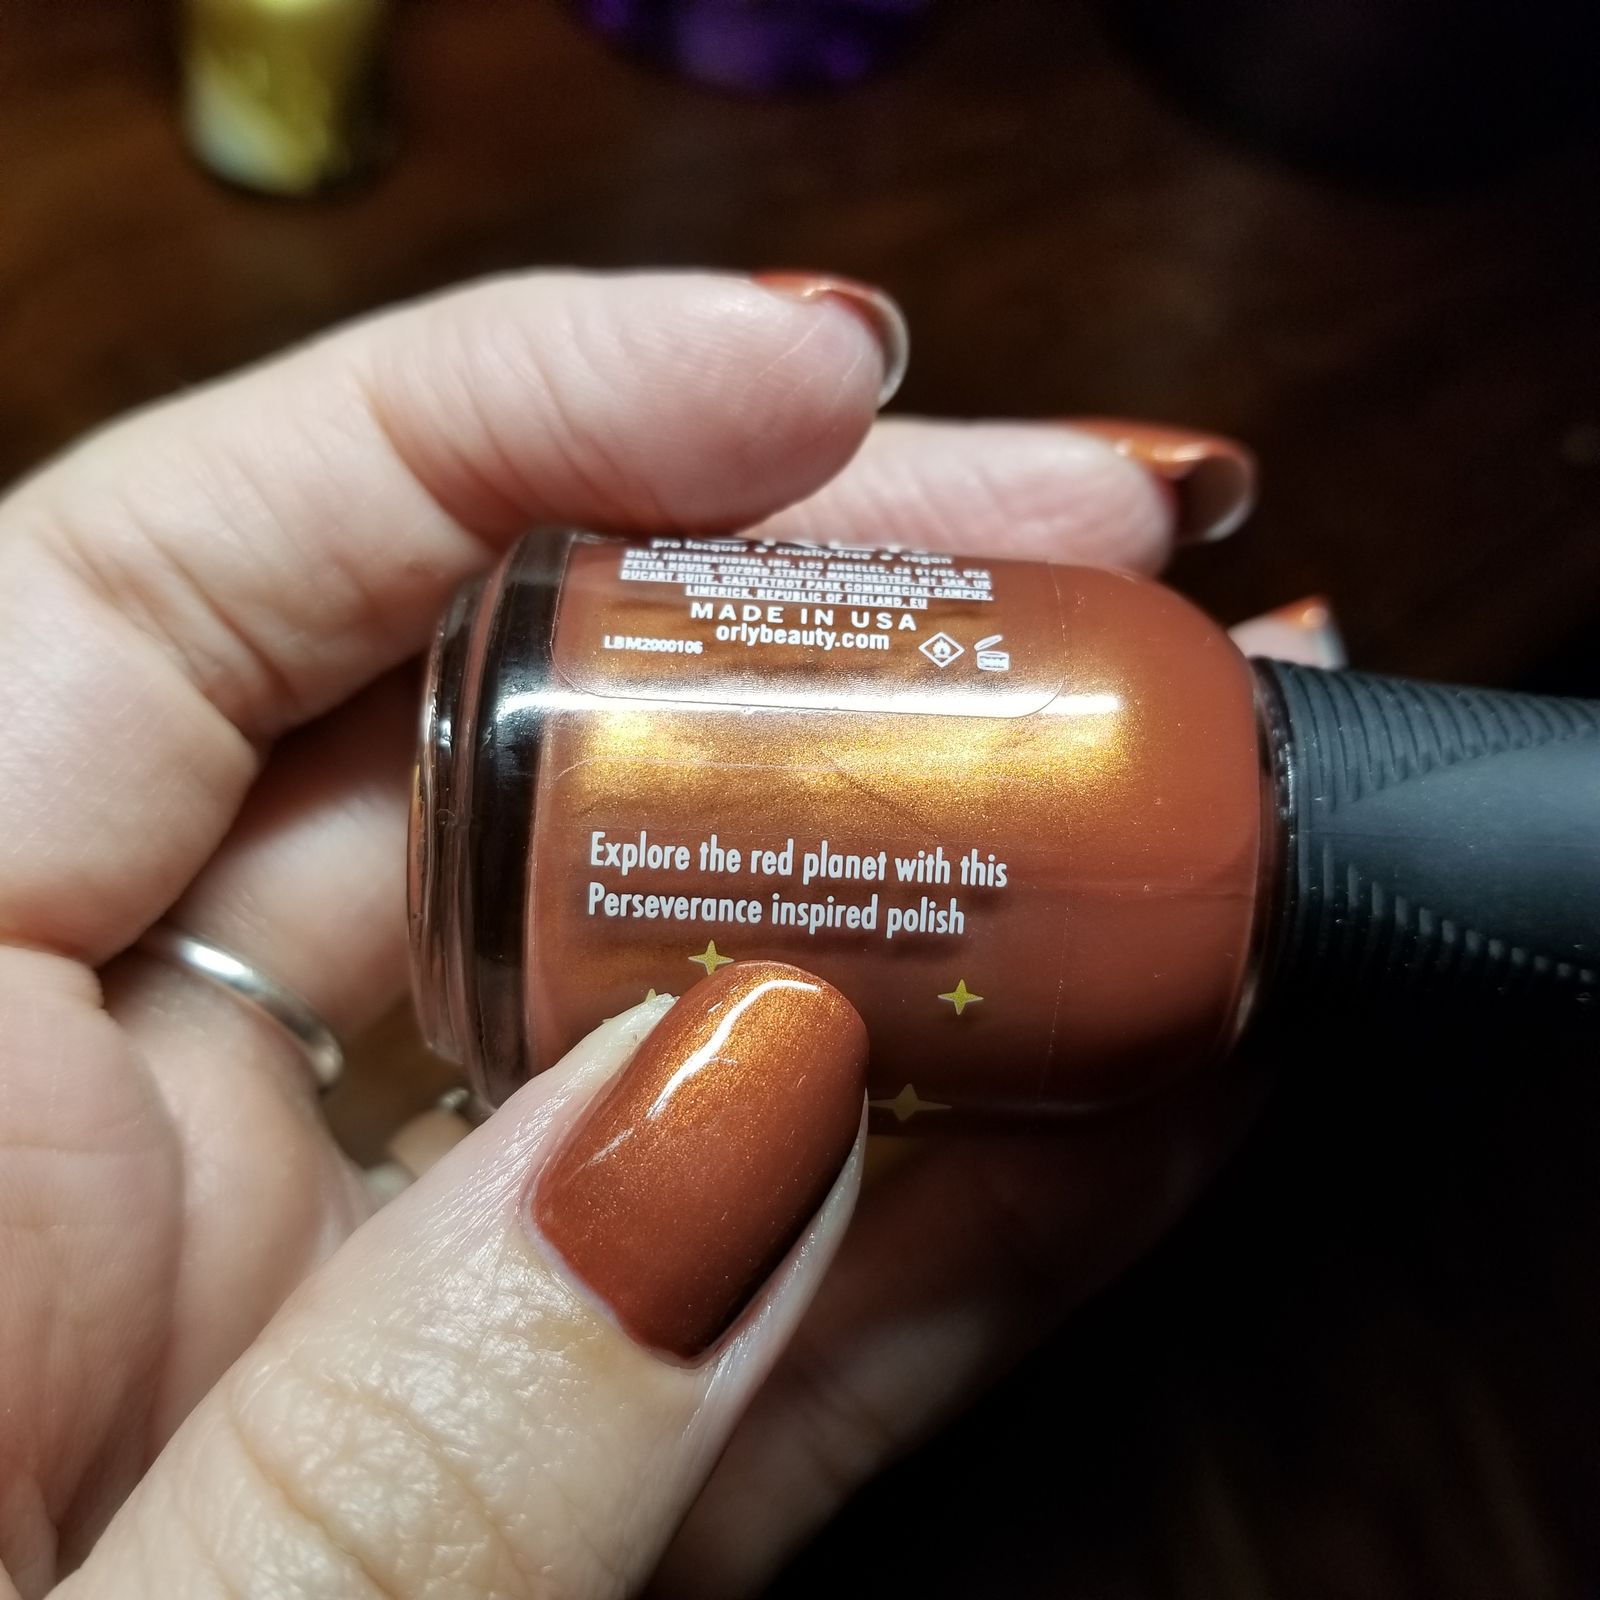 pro lacquer • cruelty-free • vegan
ORLY INTERNATIONAL INC. LOS ANGELES, CA 91406, USA
PETER HOUSE, OXFORD STREET, MANCHESTER, M1 5AN, UK
DUCART SUITE, CASTLETROY PARK COMMERCIAL CAMPUS,
LIMERICK, REPUBLIC OF IRELAND, EU
MADE IN USA
orlybeauty.com
LBM2000106
Explore the red planet with this
Perseverance inspired polish